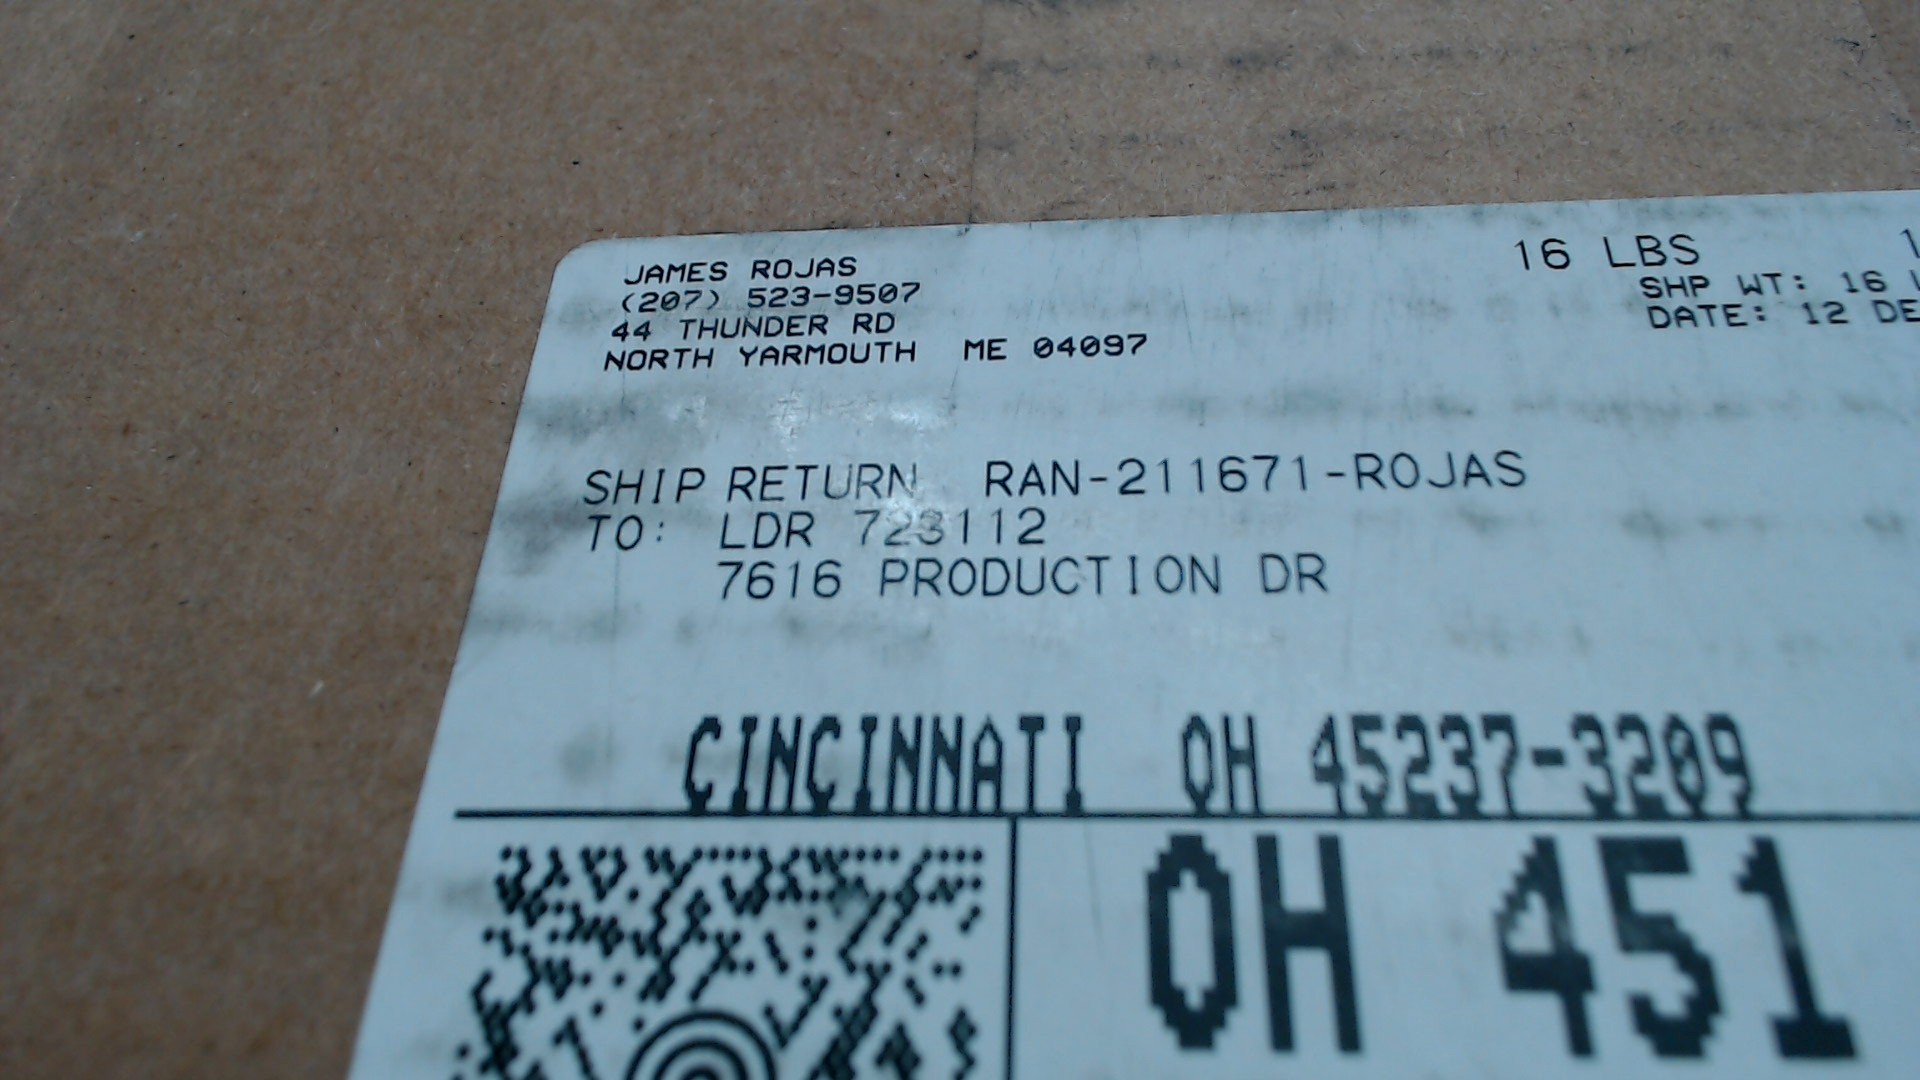 JAMES ROJAS
(207) 523-9507
44 THUNDER RD
NORTH YARMOUTH ME 04097
16 LBS
SHP WT: 16
DATE: 12
SHIP RETURN RAN-211671-ROJAS
TO: LDR 723112
7616 PRODUCTION DR
CINCINNATI OH 45237-3209
OH 451